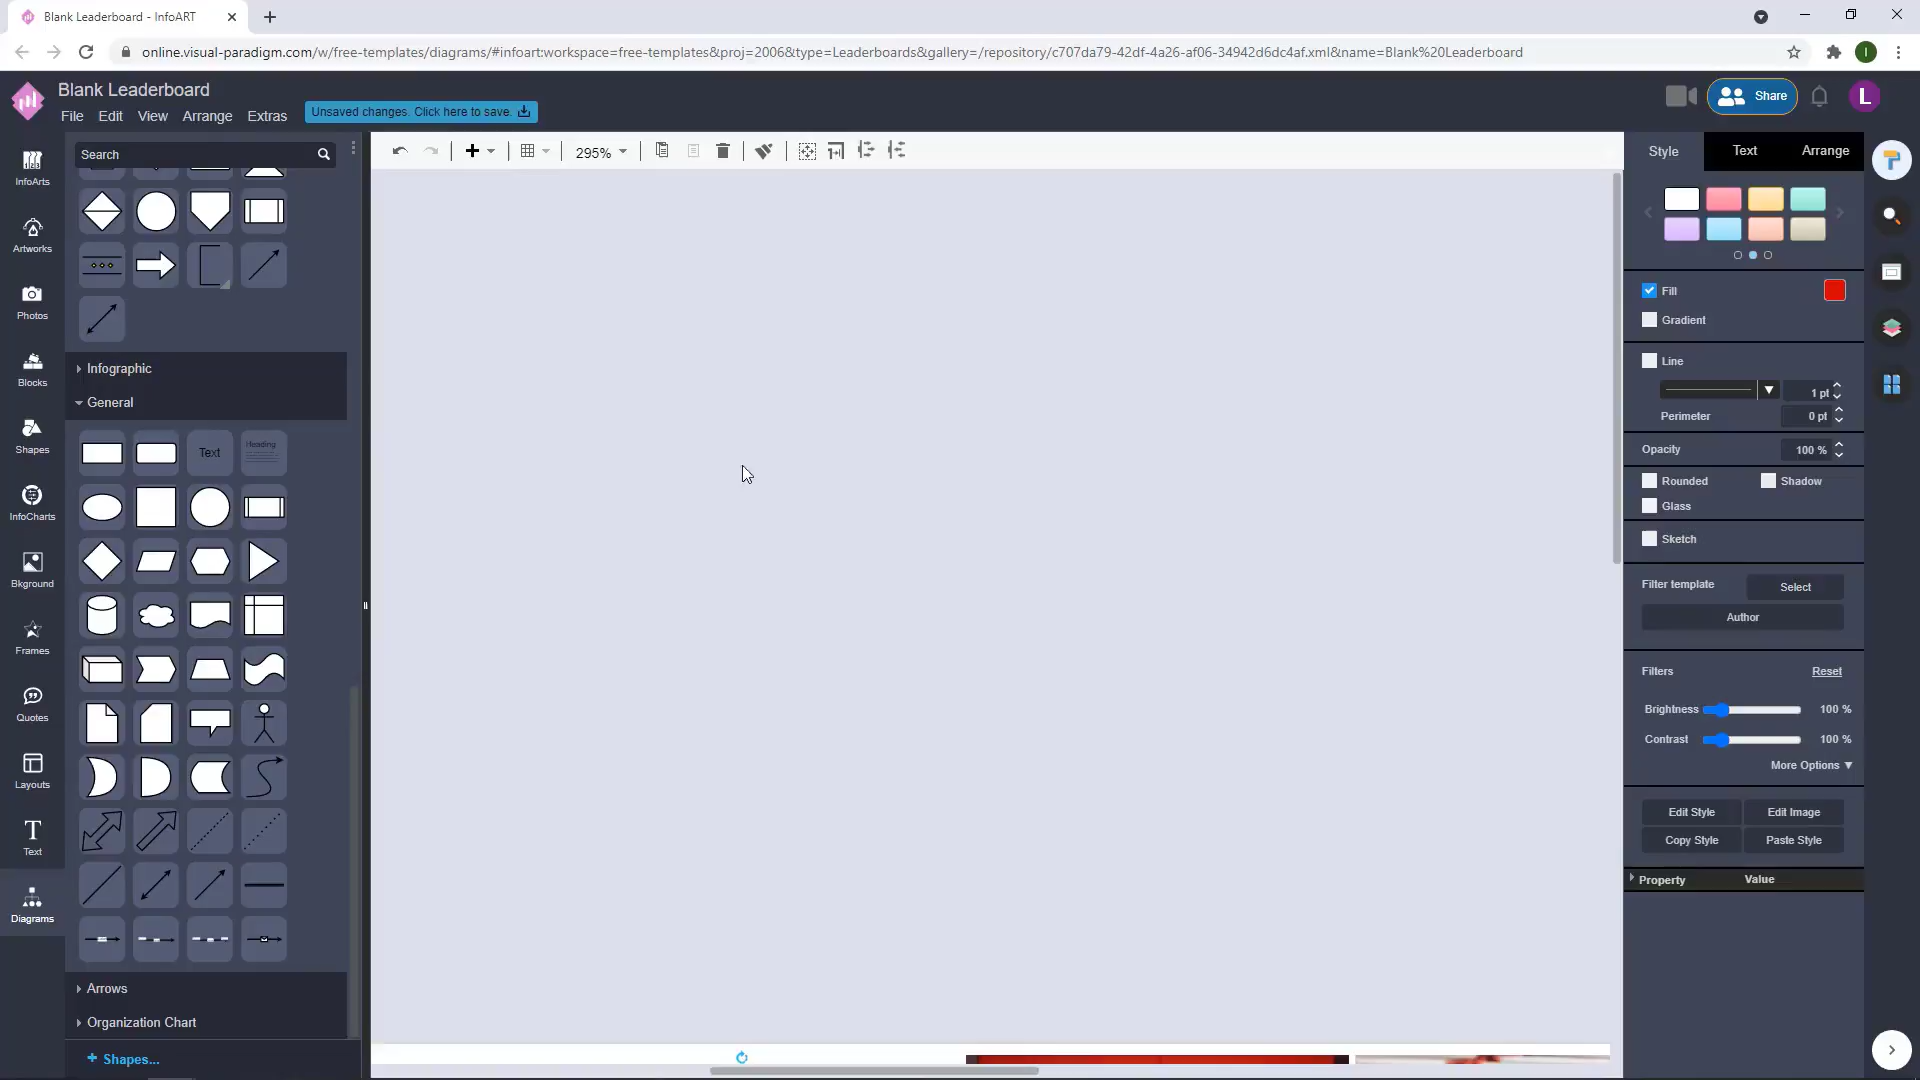 Blank Leaderboard - InfoART
online.visual-paradigm.com/w/free-templates/diagrams/#infoart:workspace=free-templates&proj=2006&type=Leaderboards&gallery=/repository/c707da79-42df-4a26-af06-34942d6dc4af.xml&name=Blank%20Leaderboard
I
Blank Leaderboard
File Edit View Arrange Extras
Unsaved changes. Click here to save.
Share
L
InfoArts
Artworks
Photos
Blocks
Shapes
InfoCharts
Bkground
Frames
Quotes
Layouts
Text
Diagrams
Search
Infographic
General
Text
Heading
Arrows
Organization Chart
+ Shapes...
295%
Style Text Arrange
Fill
Gradient
Line
1 pt
Perimeter 0 pt
Opacity 100 %
Rounded Shadow
Glass
Sketch
Filter template Select
Author
Filters Reset
Brightness 100 %
Contrast 100 %
More Options ▼
Edit Style Edit Image
Copy Style Paste Style
Property Value